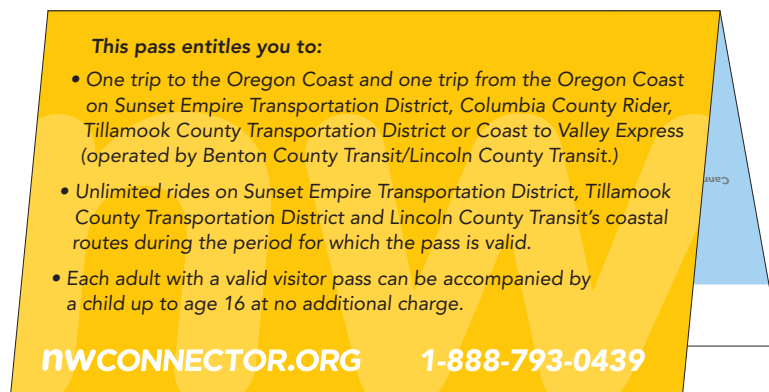 This pass entitles you to:
• One trip to the Oregon Coast and one trip from the Oregon Coast
on Sunset Empire Transportation District, Columbia County Rider,
Tillamook County Transportation District or Coast to Valley Express
(operated by Benton County Transit/Lincoln County Transit.)
• Unlimited rides on Sunset Empire Transportation District, Tillamook
County Transportation District and Lincoln County Transit’s coastal
routes during the period for which the pass is valid.
• Each adult with a valid visitor pass can be accompanied by
a child up to age 16 at no additional charge.
nwCONNECTOR.ORG 1-888-793-0439
nw